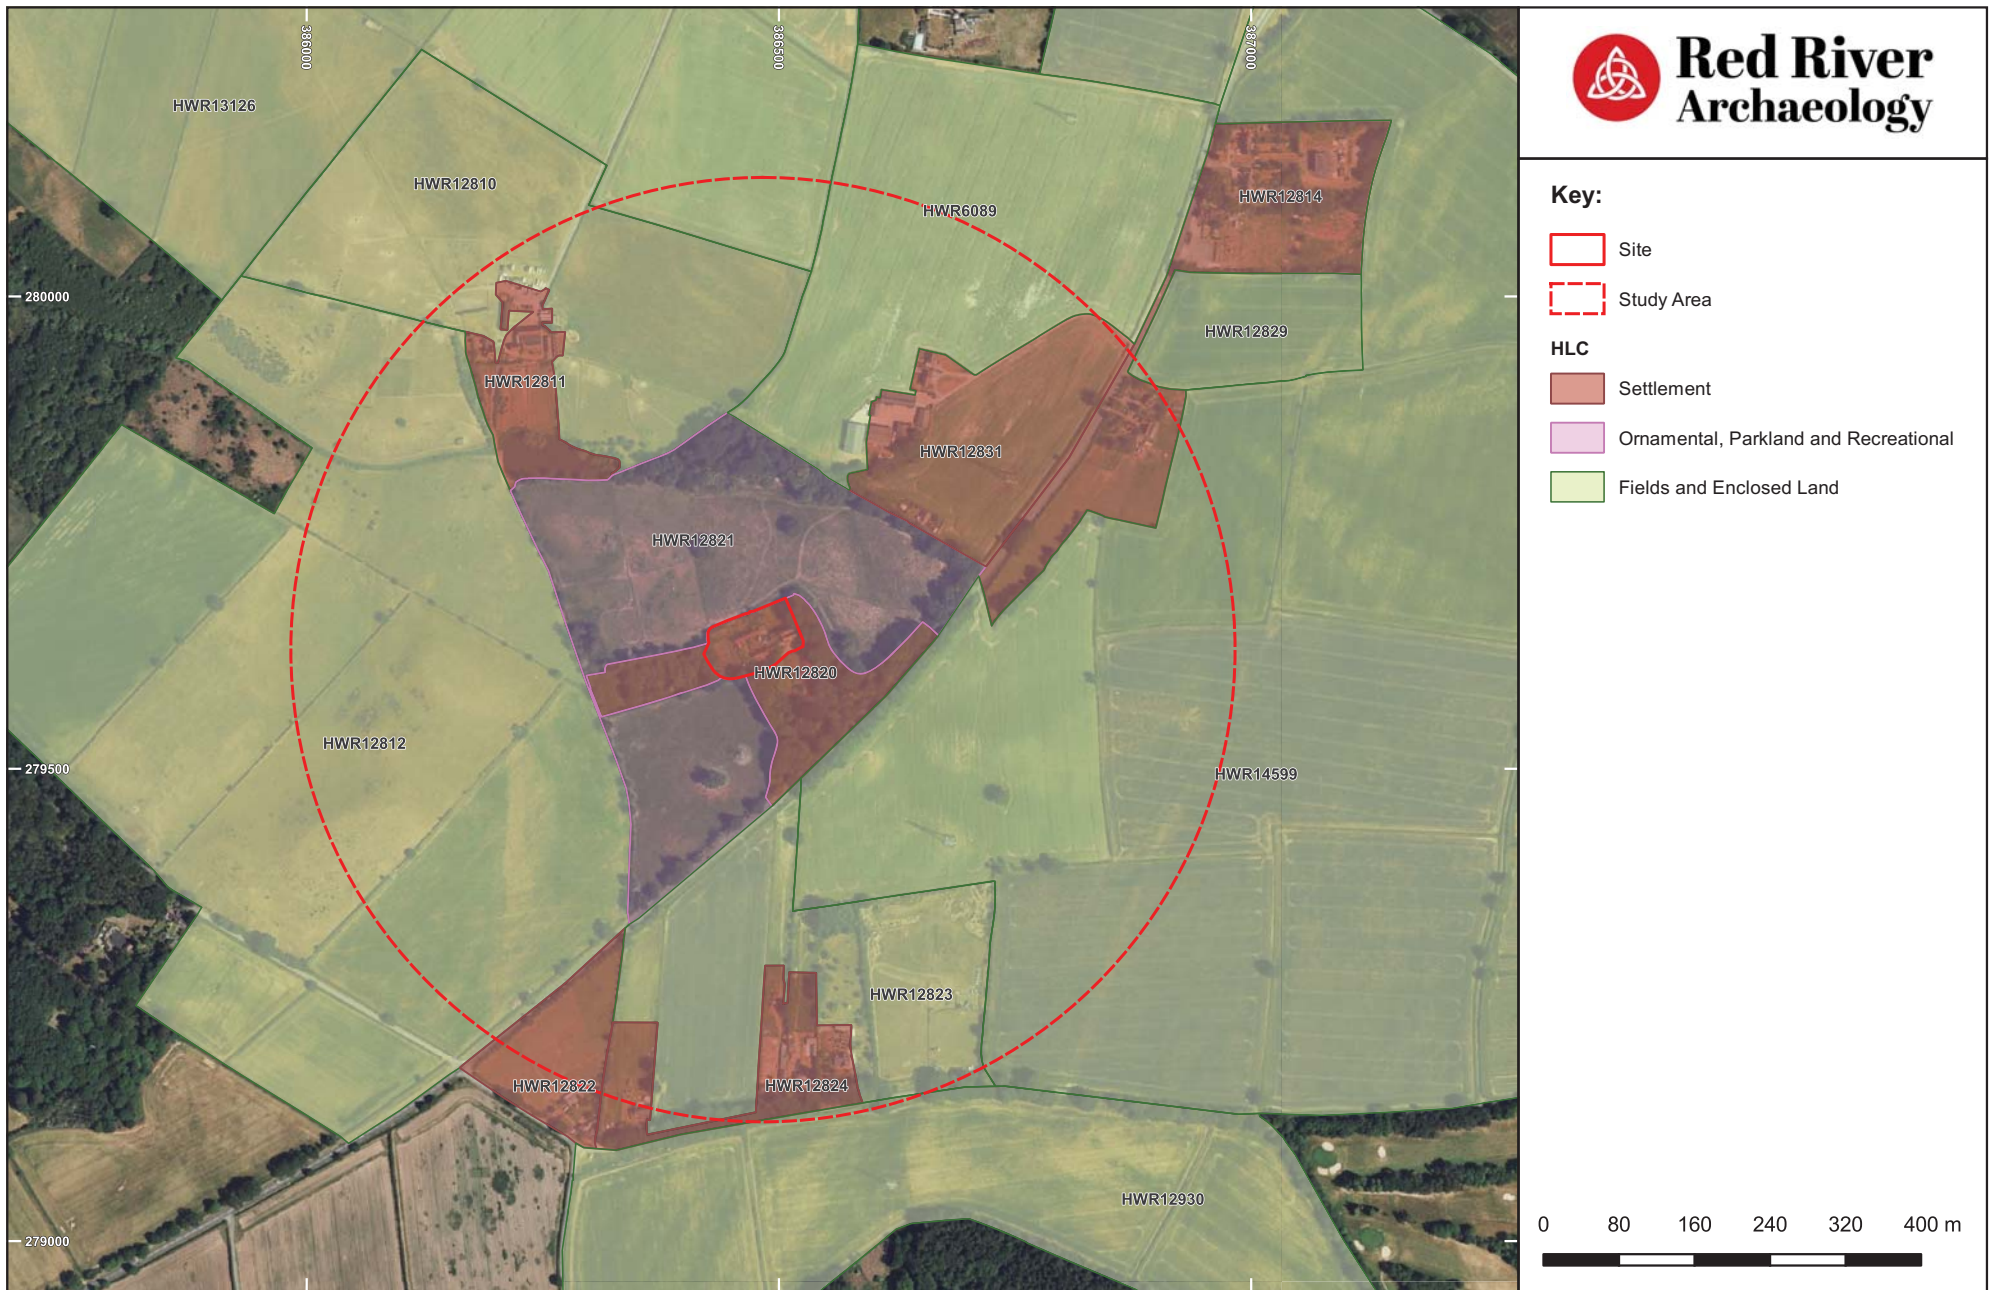 386000
386500
387000
HWR13126
HWR12810
HWR6089
HWR12814
280000
HWR12829
HWR12811
HWR12831
HWR12821
HWR12820
HWR12812
279500
HWR14599
HWR12823
HWR12822
HWR12824
HWR12930
279000
Red River
Archaeology
Key:
Site
Study Area
HLC
Settlement
Ornamental, Parkland and Recreational
Fields and Enclosed Land
0 80 160 240 320 400 m